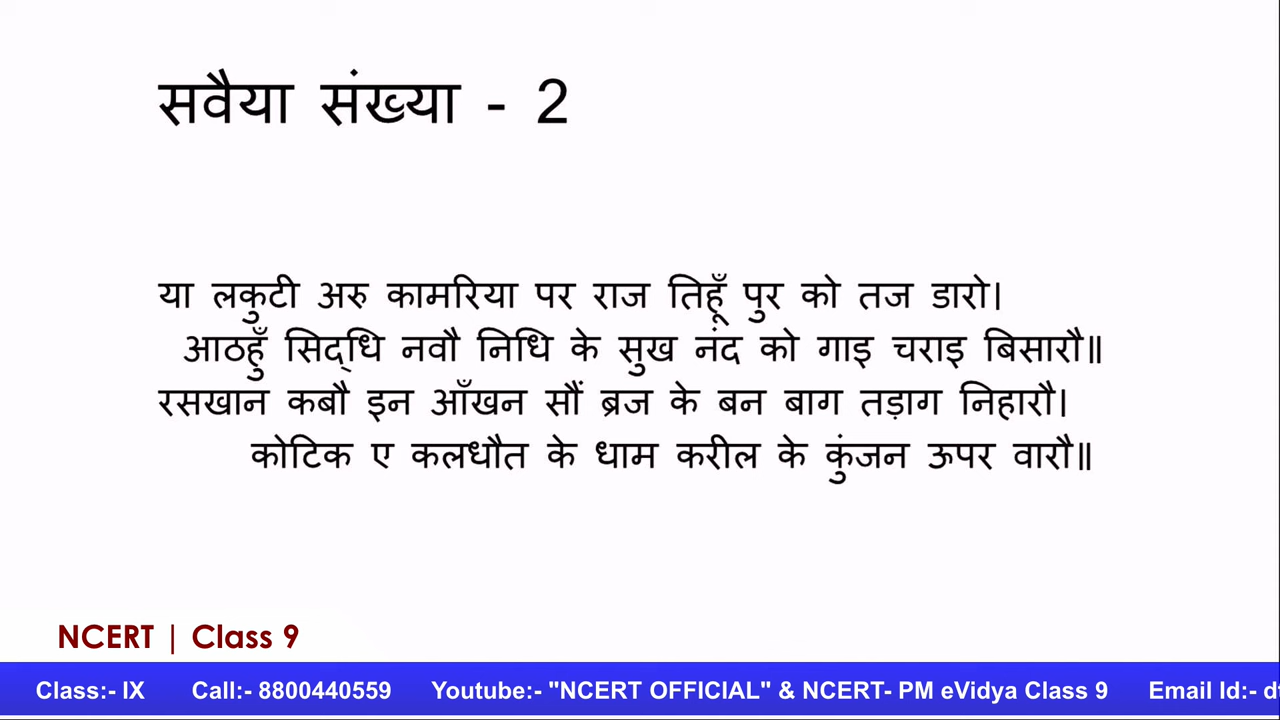 सवैया संख्या - 2
या लकुटी अरु कामरिया पर राज तिहूँ पुर को तज डारो।
आठहुँ सिद्‌धि नवौ निधि के सुख नंद को गाइ चराइ बिसारौ॥
रसखान कबौ इन आँखन सौं ब्रज के बन बाग तड़ाग निहारौ।
कोटिक ए कलधौत के धाम करील के कुंजन ऊपर वारौ॥
NCERT | Class 9
Class:- IX Call:- 8800440559 Youtube:- "NCERT OFFICIAL" & NCERT- PM eVidya Class 9 Email Id:-